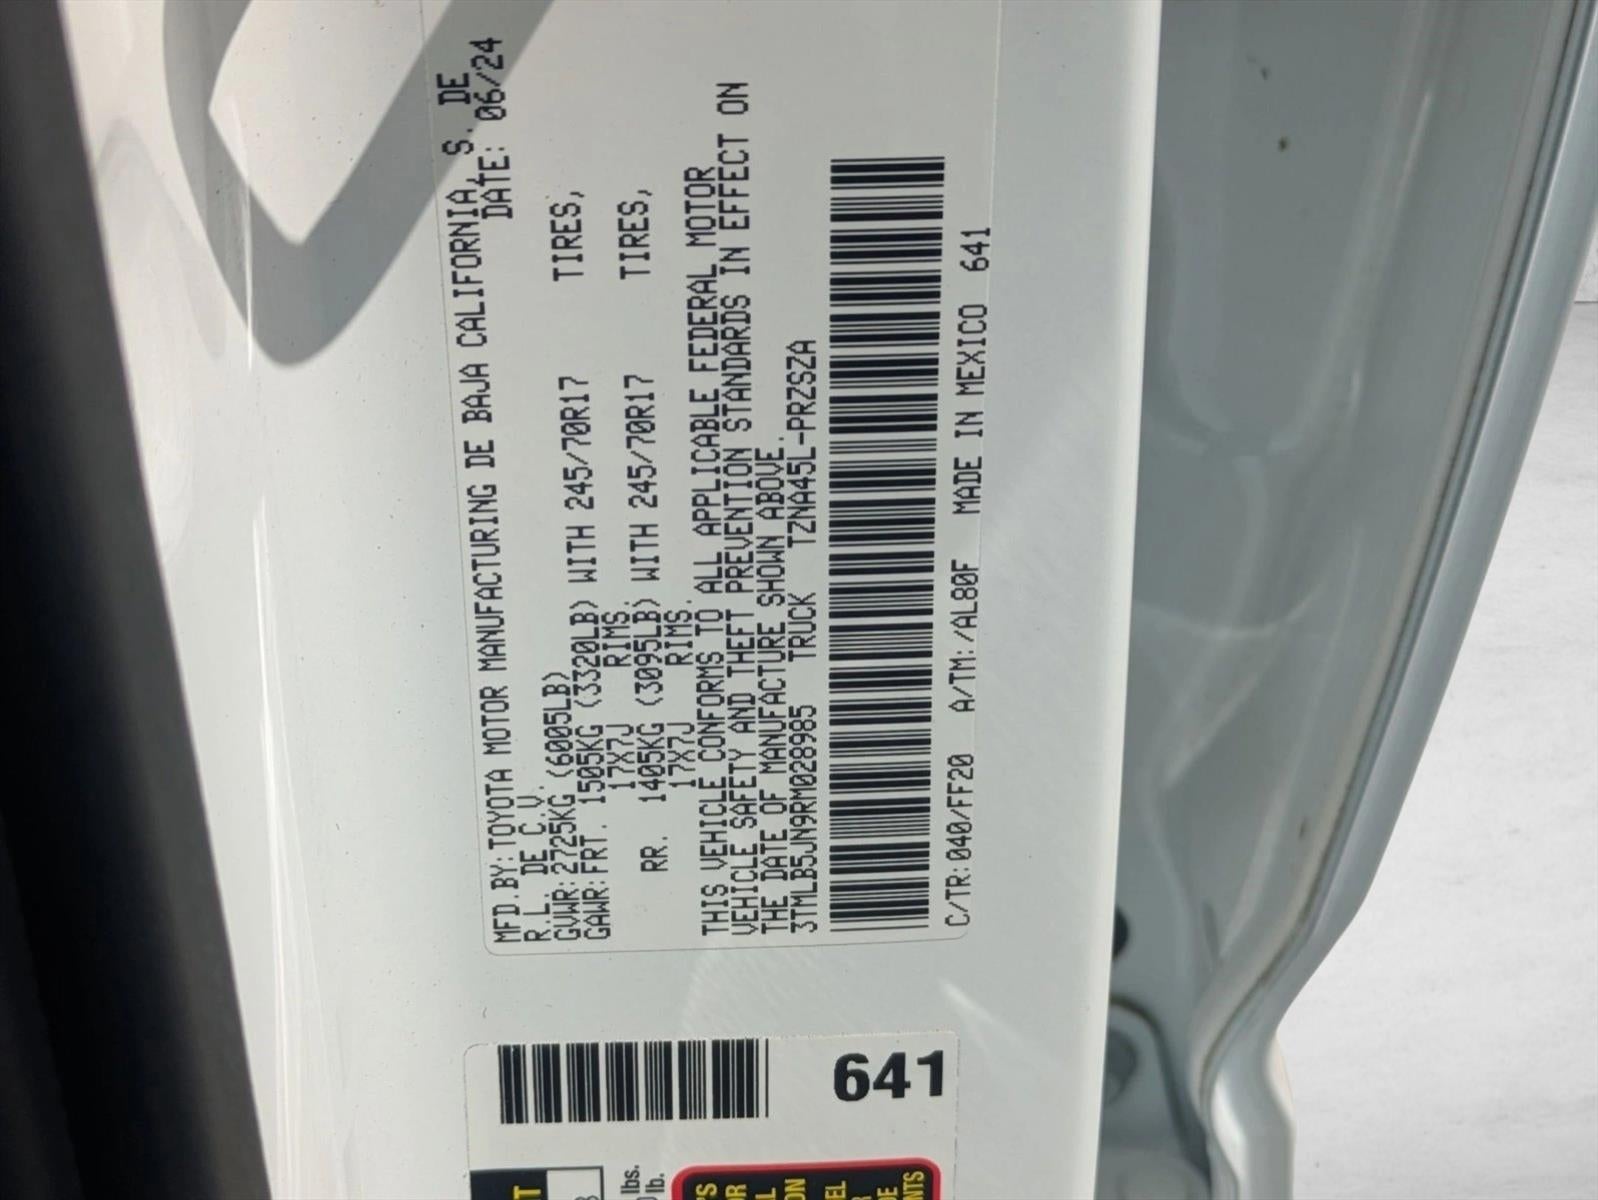 MFD.BY:TOYOTA MOTOR MANUFACTURING DE BAJA CALIFORNIA, S. DE
R.L. DE C.V. DATE: 06/24
GVWR:2725KG (6005LB)
GAWR:FRT. 1505KG (3320LB) WITH 245/70R17 TIRES,
17X7J RIMS.
RR. 1405KG (3095LB) WITH 245/70R17 TIRES,
17X7J RIMS.
THIS VEHICLE CONFORMS TO ALL APPLICABLE FEDERAL MOTOR
VEHICLE SAFETY AND THEFT PREVENTION STANDARDS IN EFFECT ON
THE DATE OF MANUFACTURE SHOWN ABOVE.
3TMLB5JN9RM028985 TRUCK TZNA45L-PRZSZA
C/TR:040/FF20 A/TM:/AL80F MADE IN MEXICO 641
641
lbs.
lb.